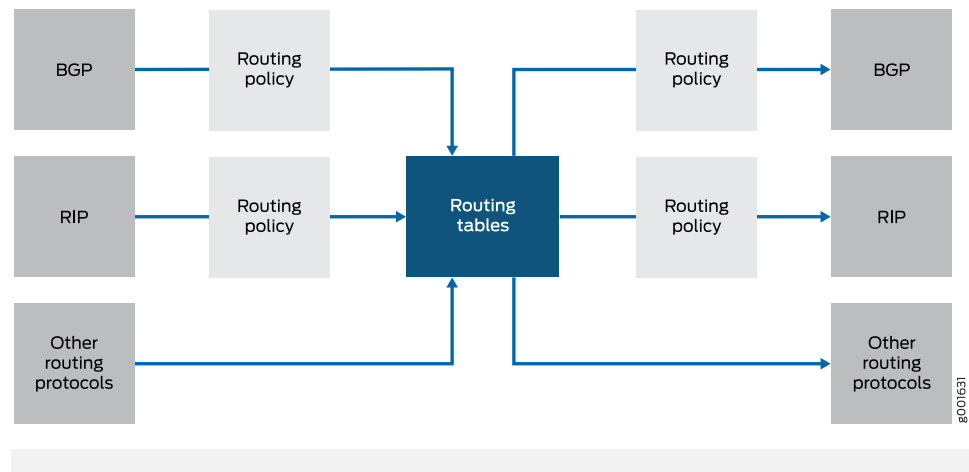 BGP
Routing
policy
Routing
policy
BGP
RIP
Routing
policy
Routing
tables
Routing
policy
RIP
Other
routing
protocols
Other
routing
protocols
g001631